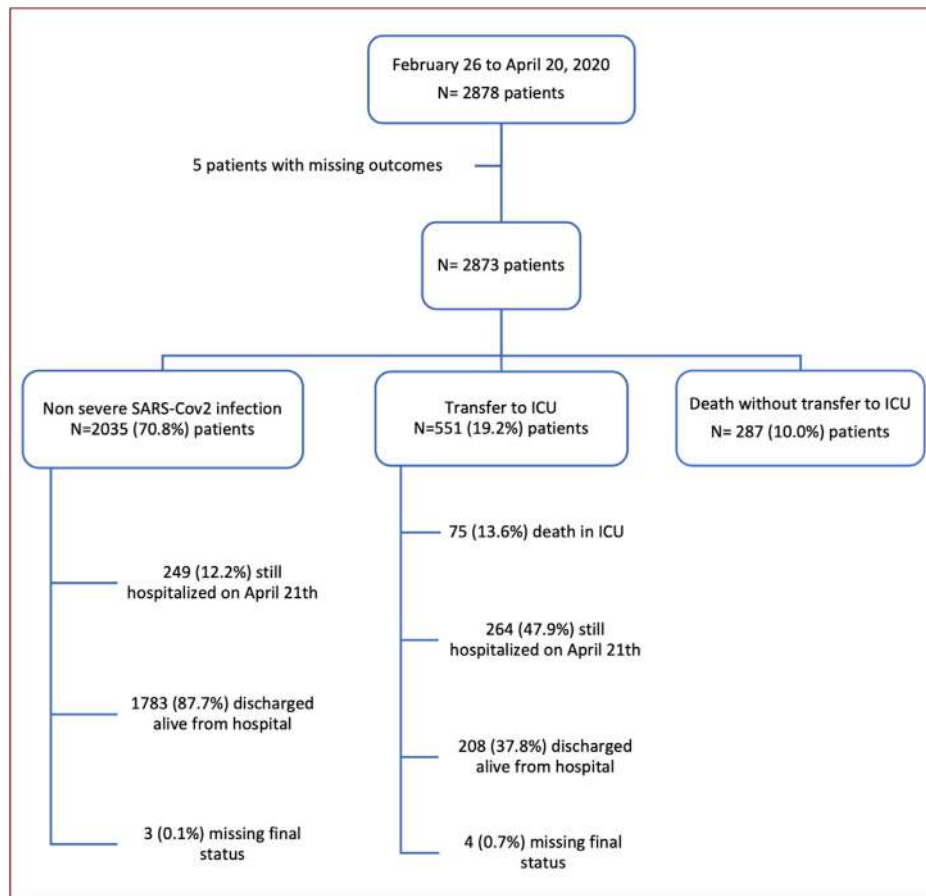 February 26 to April 20, 2020
N= 2878 patients
5 patients with missing outcomes
N= 2873 patients
Non severe SARS-Cov2 infection
N=2035 (70.8%) patients
Transfer to ICU
N=551 (19.2%) patients
Death without transfer to ICU
N= 287 (10.0%) patients
249 (12.2%) still
hospitalized on April 21th
1783 (87.7%) discharged
alive from hospital
3 (0.1%) missing final
status
75 (13.6%) death in ICU
264 (47.9%) still
hospitalized on April 21th
208 (37.8%) discharged
alive from hospital
4 (0.7%) missing final
status